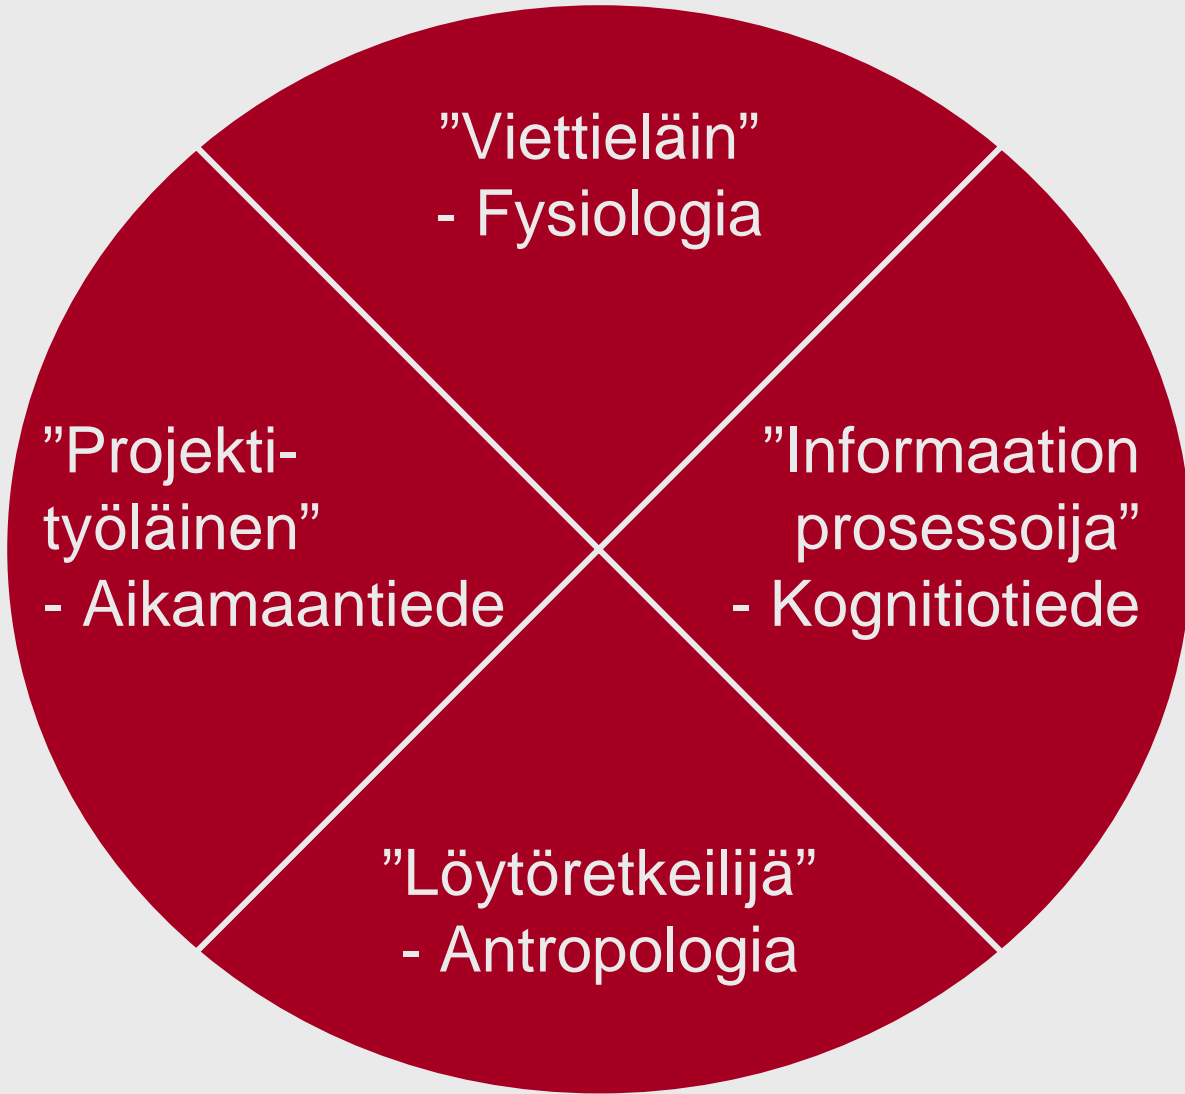 ”Viettieläin”
- Fysiologia
”Projekti-
työläinen”
- Aikamaantiede
”Informaation
prosessoija”
- Kognitiotiede
”Löytöretkeilijä”
- Antropologia